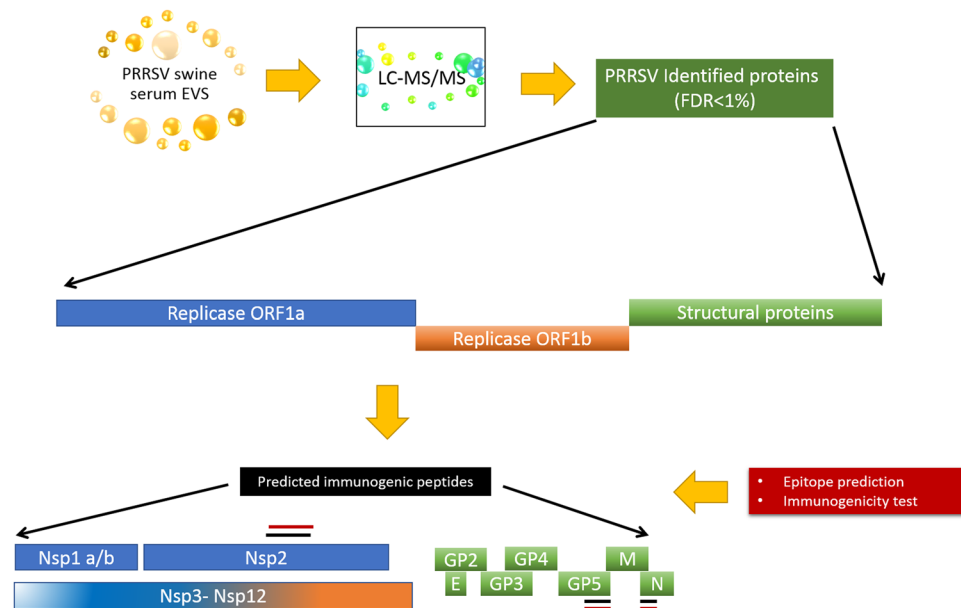 PRRSV swine
serum EVS
LC-MS/MS
PRRSV Identified proteins
(FDR<1%)
Replicase ORF1a
Replicase ORF1b
Structural proteins
Predicted immunogenic peptides
• Epitope prediction
• Immunogenicity test
Nsp1 a/b
Nsp2
Nsp3- Nsp12
GP2
GP4
M
E
GP3
GP5
N